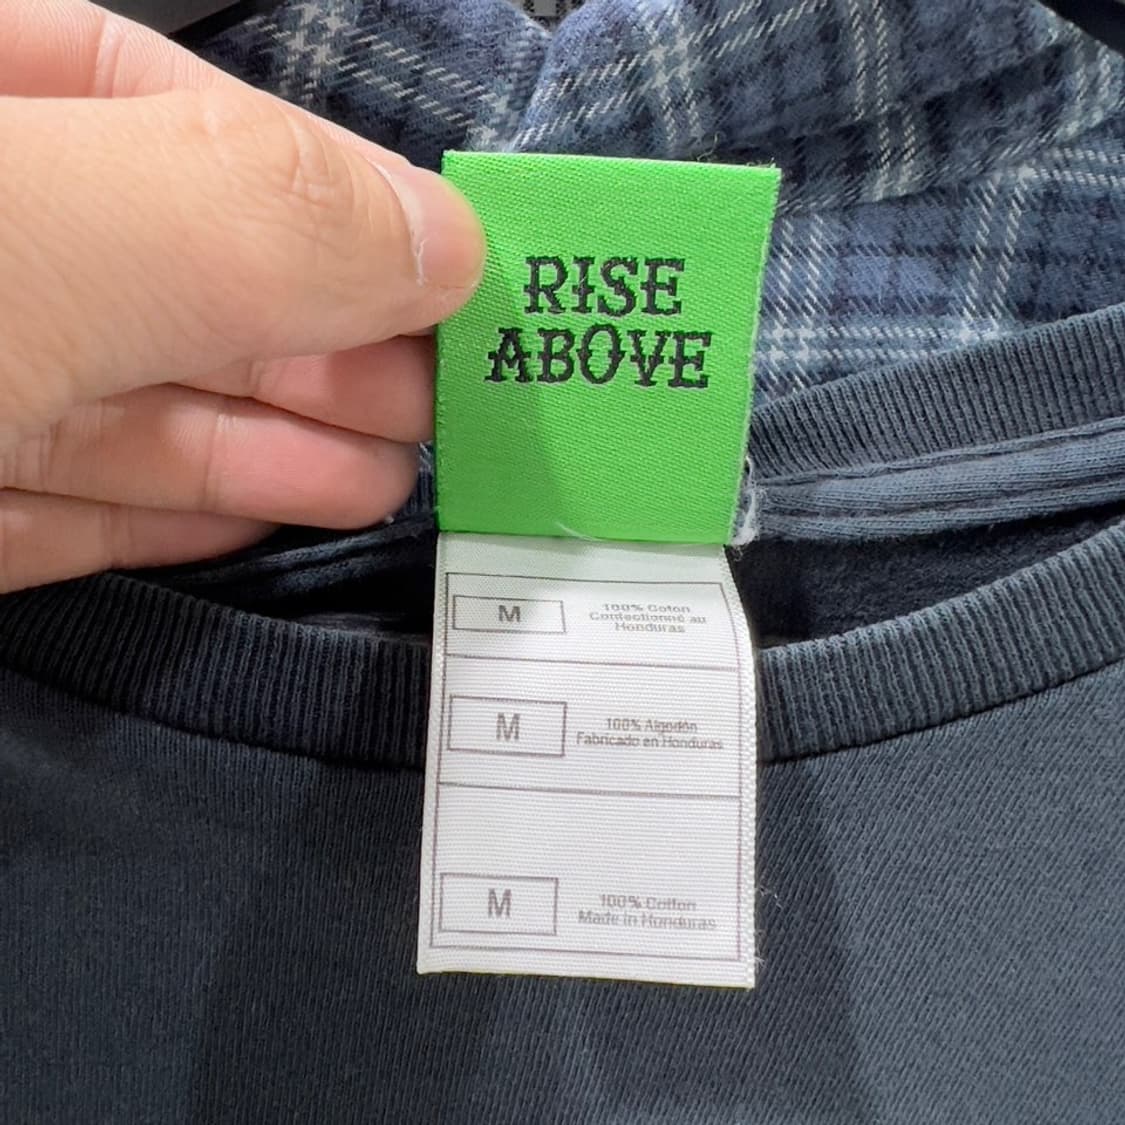 RISE
ABOVE
M
100% Coton
Confectionné au
Honduras
M
100% Algodón
Fabricado en Honduras
M
100% Cotton
Made in Honduras